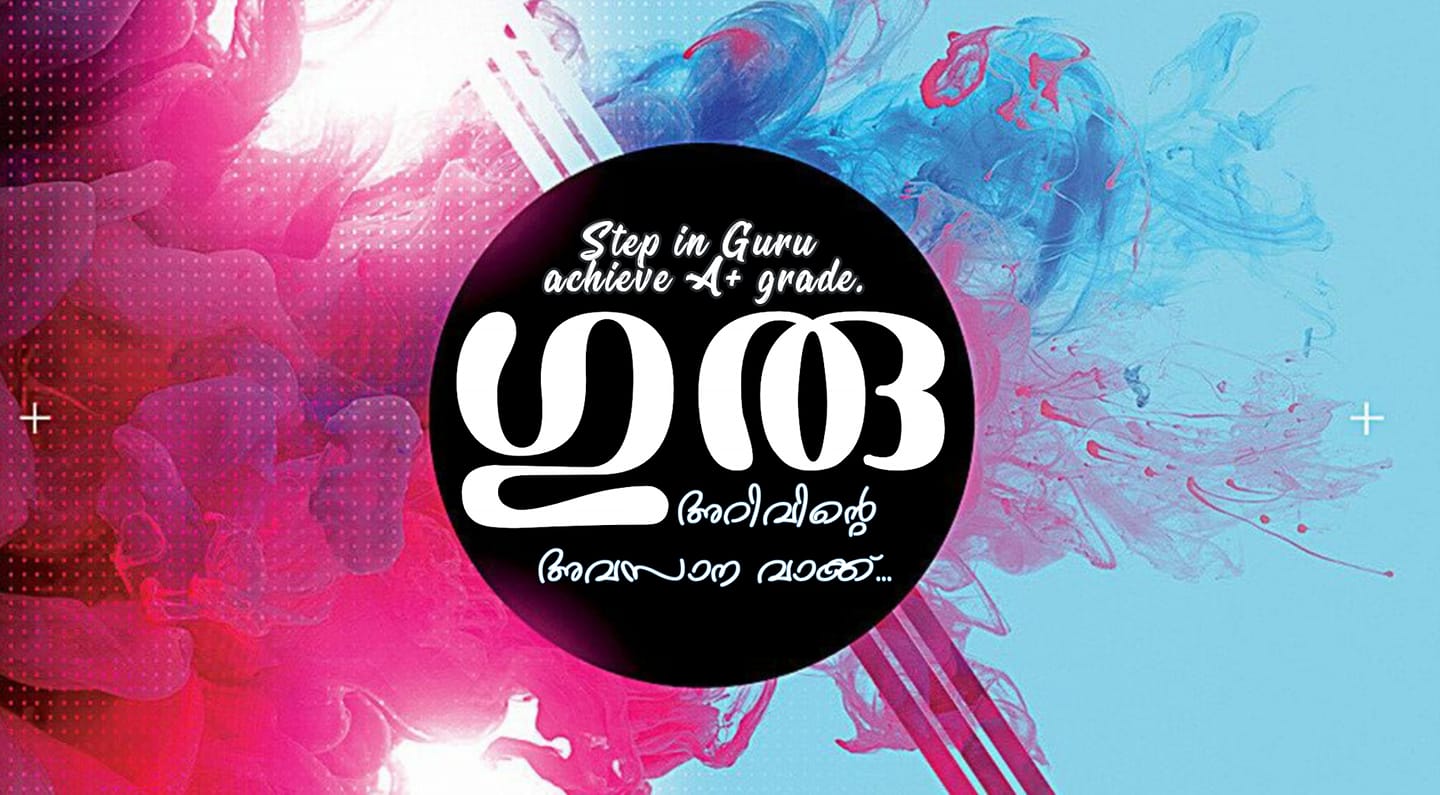 Step in Guru
achieve A+ grade.
ഗുരു
അറിവിന്റെ
അവസാന വാക്ക്...